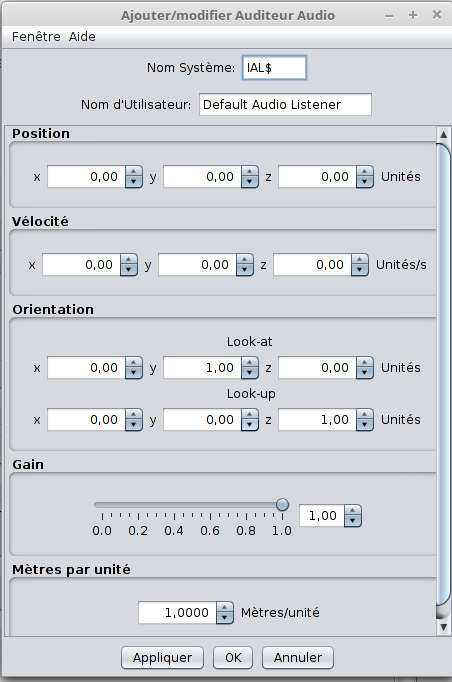 Ajouter/modifier Auditeur Audio
Fenêtre Aide
Nom Système: IAL$
Nom d'Utilisateur: Default Audio Listener
Position
x 0,00 y 0,00 z 0,00 Unités
Vélocité
x 0,00 y 0,00 z 0,00 Unités/s
Orientation
Look-at
x 0,00 y 1,00 z 0,00 Unités
Look-up
x 0,00 y 0,00 z 1,00 Unités
Gain
1,00
0.0 0.2 0.4 0.6 0.8 1.0
Mètres par unité
1,0000 Mètres/unité
Appliquer OK Annuler